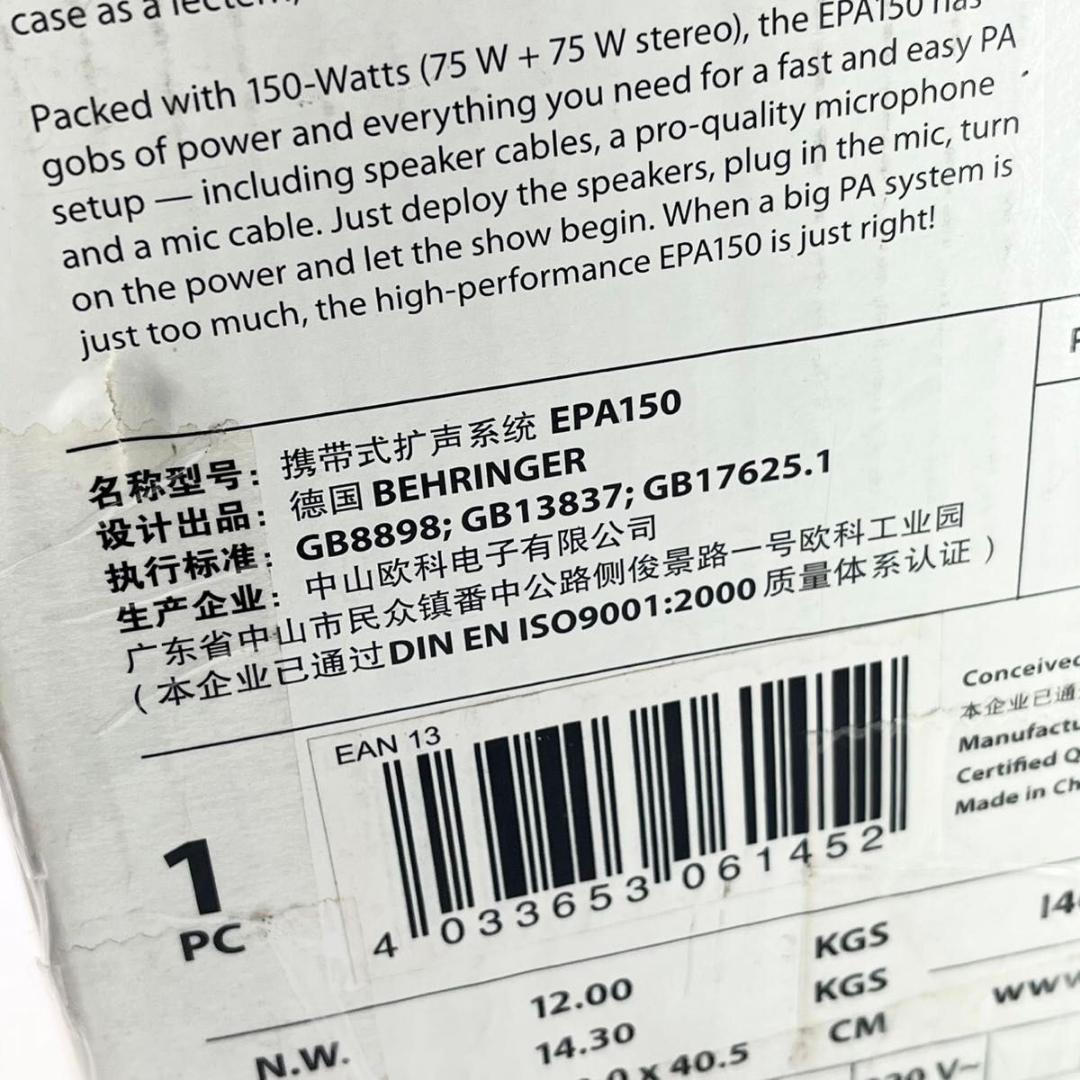 case as a lectern,
Packed with 150-Watts (75 W + 75 W stereo), the EPA150 has
gobs of power and everything you need for a fast and easy PA
setup — including speaker cables, a pro-quality microphone
and a mic cable. Just deploy the speakers, plug in the mic, turn
on the power and let the show begin. When a big PA system is
just too much, the high-performance EPA150 is just right!
名称型号: 携带式扩声系统 EPA150
设计出品: 德国 BEHRINGER
执行标准: GB8898; GB13837; GB17625.1
生产企业: 中山欧科电子有限公司
广东省中山市民众镇番中公路侧俊景路一号欧科工业园
(本企业已通过DIN EN ISO9001:2000质量体系认证)
EAN 13
4 033653 061452
1
PC
Conceived
本企业已通
Manufactu
Certified Q
Made in Ch
12.00 KGS
N.W. 14.30 KGS
0 x 40.5 CM
www
V~